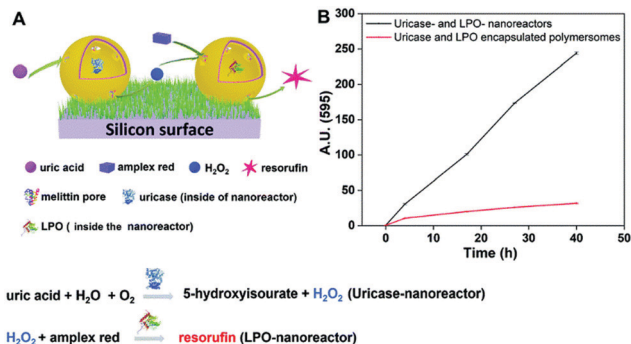 A
Silicon surface
uric acid
amplex red
H₂O₂
resorufin
melittin pore
uricase (inside of nanoreactor)
LPO ( inside the nanoreactor)
B
A.U. (595)
300
250
200
150
100
50
0
Uricase- and LPO- nanoreactors
Uricase and LPO encapsulated polymersomes
0 10 20 30 40 50
Time (h)
uric acid + H₂O + O₂ 5-hydroxyisourate + H₂O₂ (Uricase-nanoreactor)
H₂O₂ + amplex red resorufin (LPO-nanoreactor)